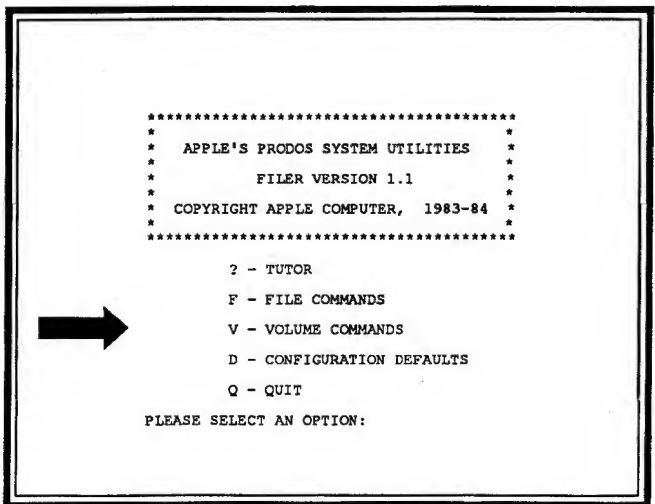 ****************************************
*                                      *
*   APPLE'S PRODOS SYSTEM UTILITIES    *
*                                      *
*          FILER VERSION 1.1           *
*                                      *
*  COPYRIGHT APPLE COMPUTER,  1983-84  *
*                                      *
****************************************
? - TUTOR
F - FILE COMMANDS
V - VOLUME COMMANDS
D - CONFIGURATION DEFAULTS
Q - QUIT
PLEASE SELECT AN OPTION: